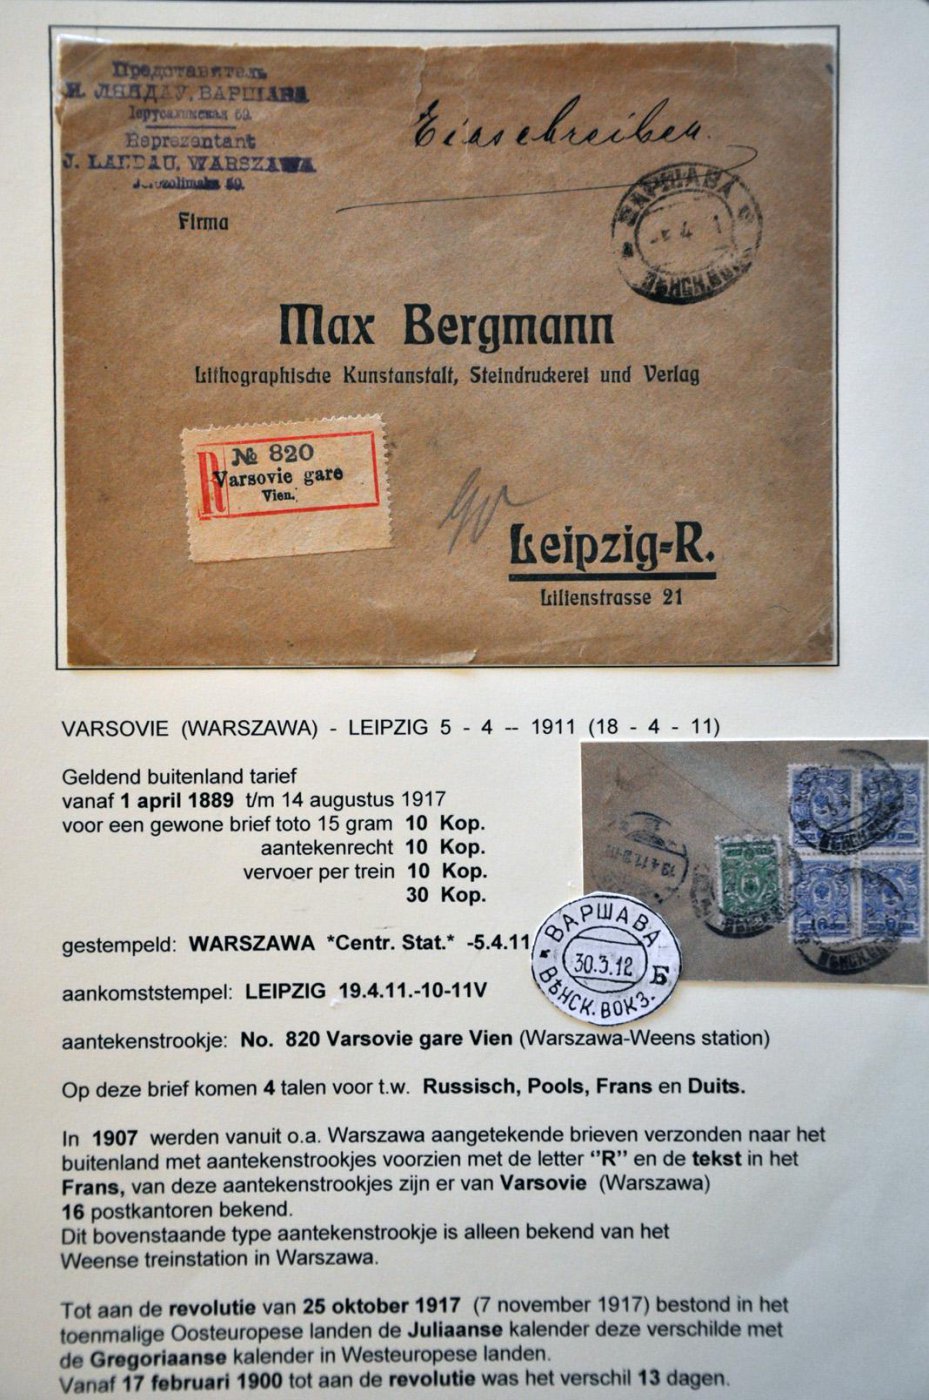 Представитель
И. ЛЯНДАУ, ВАРШАВА
Іерусалимская 69.
Reprezentant
J. LANDAU, WARSZAWA
Jerozolimska 69.
Einschreiben.
ВАРШАВА
5 4 1
ВѢНСК. ВОКЗ.
Firma
Max Bergmann
Lithographische Kunstanstalt, Steindruckerei und Verlag
R
№ 820
Varsovie gare
Vien.
Leipzig-R.
Lilienstrasse 21
VARSOVIE (WARSZAWA) - LEIPZIG 5 - 4 -- 1911 (18 - 4 - 11)
Geldend buitenland tarief
vanaf 1 april 1889 t/m 14 augustus 1917
voor een gewone brief toto 15 gram 10 Kop.
aantekenrecht 10 Kop.
vervoer per trein 10 Kop.
30 Kop.
gestempeld: WARSZAWA *Centr. Stat.* -5.4.11
aankomststempel: LEIPZIG 19.4.11.-10-11V
ВАРШАВА
30.3.12
Б
ВѢНСК. ВОКЗ.
aantekenstrookje: No. 820 Varsovie gare Vien (Warszawa-Weens station)
Op deze brief komen 4 talen voor t.w. Russisch, Pools, Frans en Duits.
In 1907 werden vanuit o.a. Warszawa aangetekende brieven verzonden naar het
buitenland met aantekenstrookjes voorzien met de letter ‘’R’’ en de tekst in het
Frans, van deze aantekenstrookjes zijn er van Varsovie (Warszawa)
16 postkantoren bekend.
Dit bovenstaande type aantekenstrookje is alleen bekend van het
Weense treinstation in Warszawa.
Tot aan de revolutie van 25 oktober 1917 (7 november 1917) bestond in het
toenmalige Oosteuropese landen de Juliaanse kalender deze verschilde met
de Gregoriaanse kalender in Westeuropese landen.
Vanaf 17 februari 1900 tot aan de revolutie was het verschil 13 dagen.